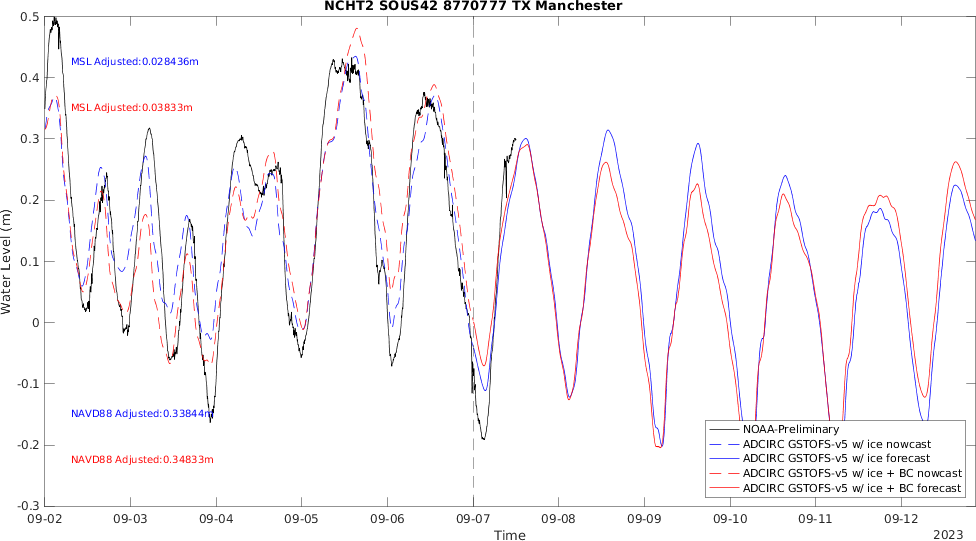 NCHT2 SOUS42 8770777 TX Manchester
0.5
0.4
0.3
0.2
0.1
0
-0.1
-0.2
-0.3
Water Level (m)
MSL Adjusted:0.028436m
MSL Adjusted:0.03833m
NAVD88 Adjusted:0.33844m
NAVD88 Adjusted:0.34833m
NOAA-Preliminary
ADCIRC GSTOFS-v5 w/ ice nowcast
ADCIRC GSTOFS-v5 w/ ice forecast
ADCIRC GSTOFS-v5 w/ ice + BC nowcast
ADCIRC GSTOFS-v5 w/ ice + BC forecast
09-02 09-03 09-04 09-05 09-06 09-07 09-08 09-09 09-10 09-11 09-12
Time
2023